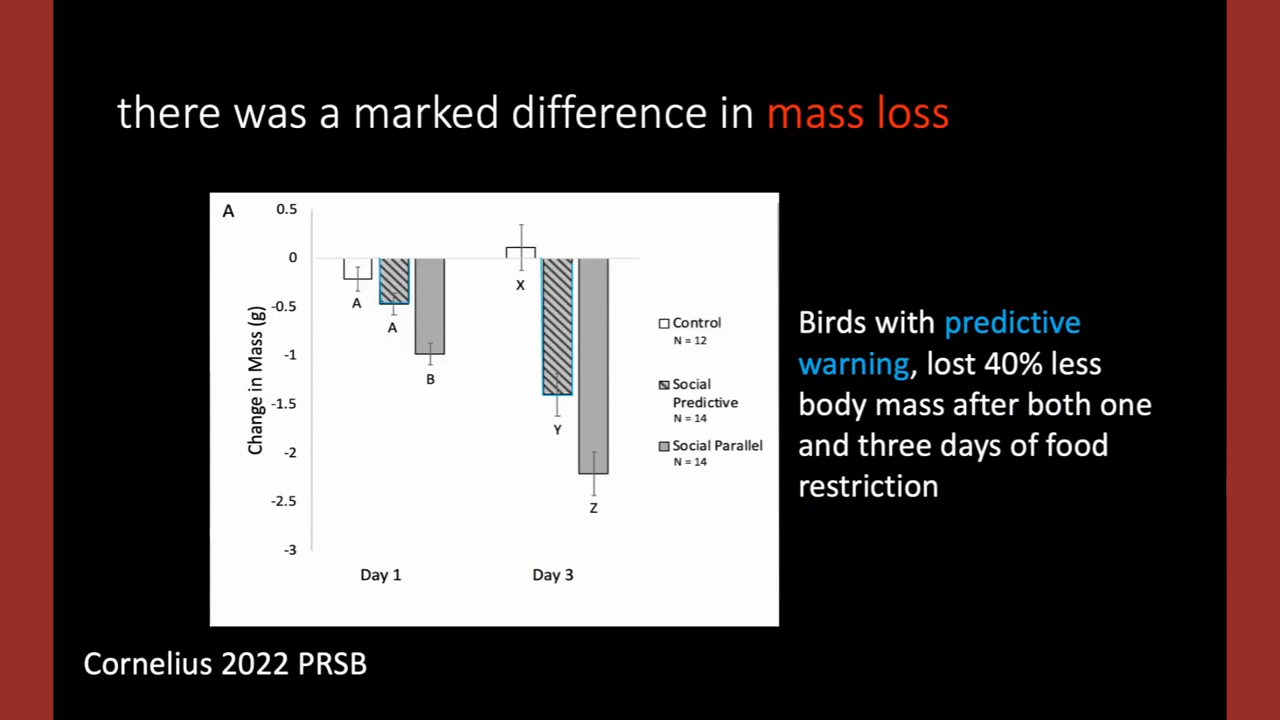 there was a marked difference in mass loss
A
0.5
0
-0.5
-1
-1.5
-2
-2.5
-3
Change in Mass (g)
A
A
B
X
Y
Z
Day 1
Day 3
Control
N = 12
Social
Predictive
N = 14
Social Parallel
N = 14
Birds with predictive
warning, lost 40% less
body mass after both one
and three days of food
restriction
Cornelius 2022 PRSB